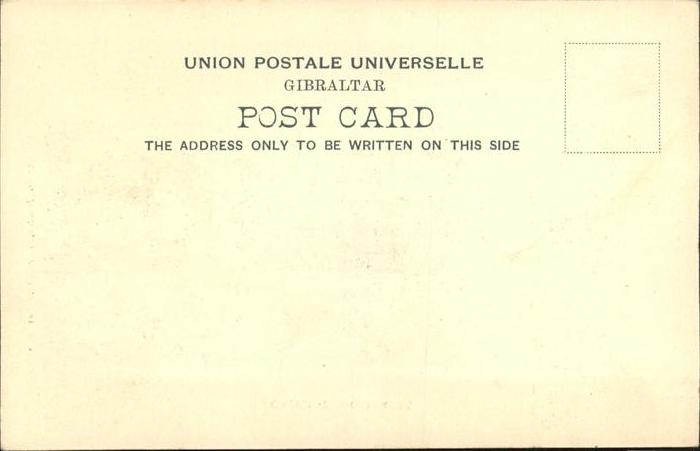 UNION POSTALE UNIVERSELLE
GIBRALTAR
POST CARD
THE ADDRESS ONLY TO BE WRITTEN ON THIS SIDE